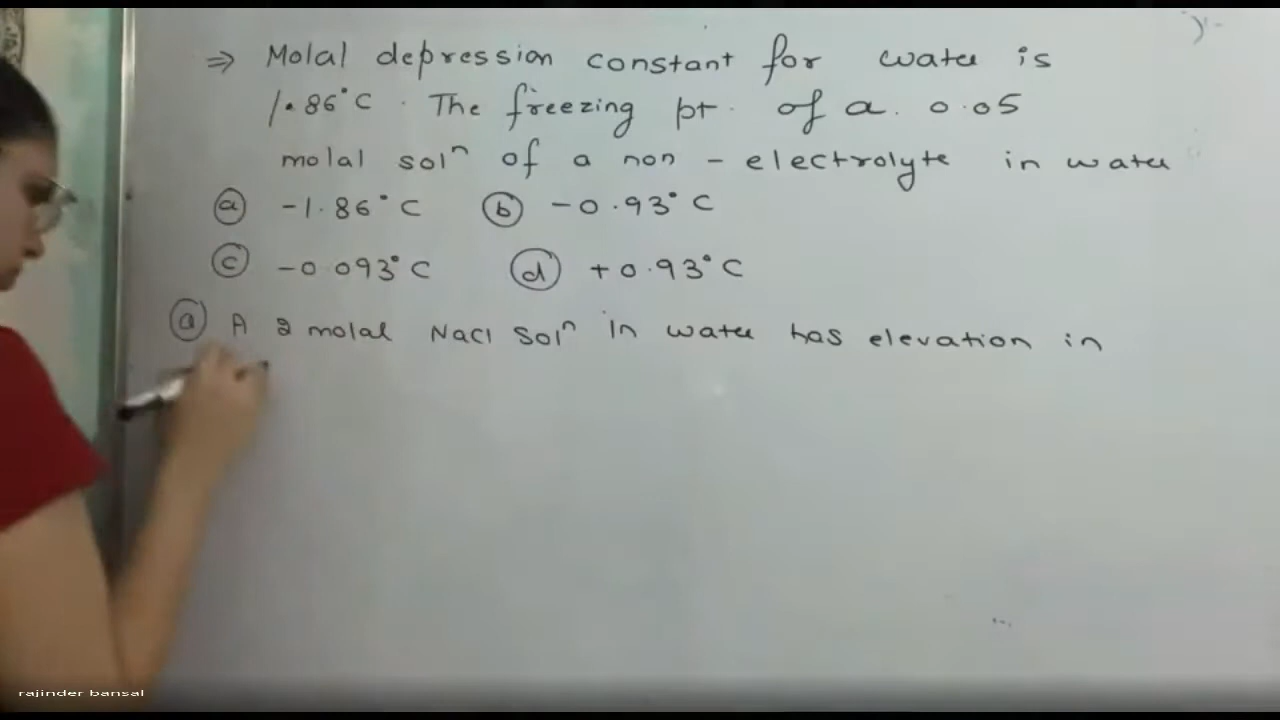 ⇒ Molal depression constant for water is
1.86°C. The freezing pt. of a. 0.05
molal solⁿ of a non - electrolyte in water
(a) -1.86°C (b) -0.93°C
(c) -0.093°C (d) +0.93°C
(Q) A 2 molal NaCl Solⁿ in water has elevation in
rajinder bansal